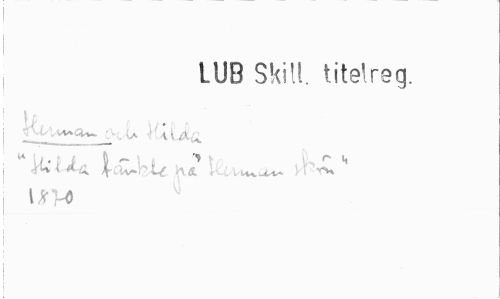 LUB Skill. titelreg.
Herman och Hilda
"Hilda tänkte på Herman skön"
1870